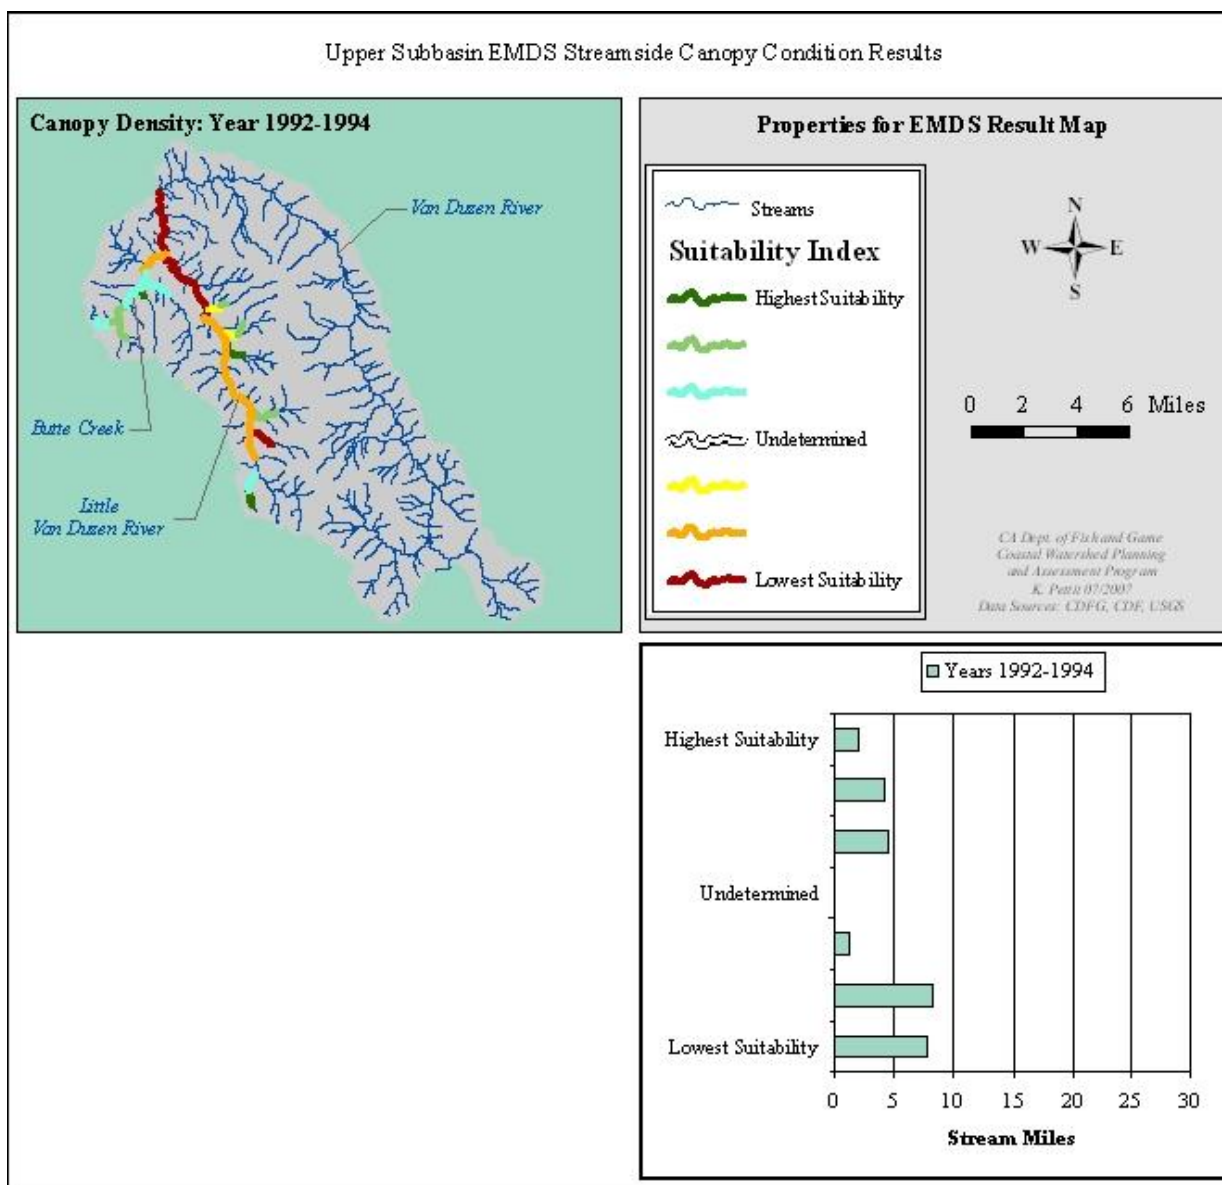 Upper Subbasin EMDS Streamside Canopy Condition Results
Canopy Density: Year 1992-1994
Van Duzen River
Butte Creek
Little
Van Duzen River
Properties for EMDS Result Map
Streams
Suitability Index
Highest Suitability
Undetermined
Lowest Suitability
N
W E
S
0 2 4 6 Miles
CA Dept. of Fish and Game
Coastal Watershed Planning
and Assessment Program
K. Pettit 07/2007
Data Sources: CDFG, CDF, USGS
Years 1992-1994
Highest Suitability
Undetermined
Lowest Suitability
0 5 10 15 20 25 30
Stream Miles